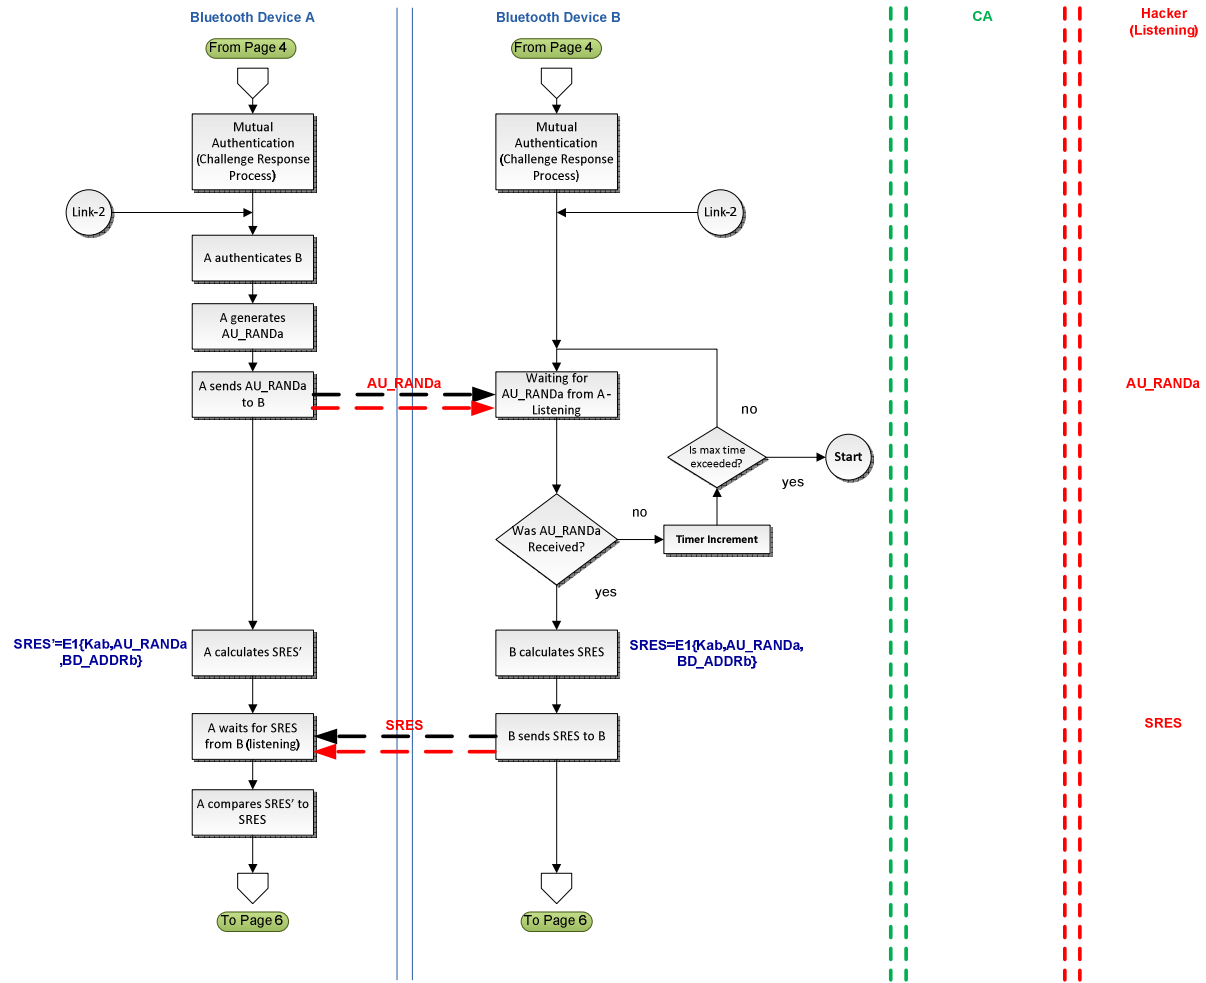 Bluetooth Device A
Bluetooth Device B
CA
Hacker
(Listening)
From Page 4
From Page 4
Mutual
Authentication
(Challenge Response
Process)
Mutual
Authentication
(Challenge Response
Process)
Link-2
Link-2
A authenticates B
A generates
AU_RANDa
A sends AU_RANDa
to B
AU_RANDa
Waiting for
AU_RANDa from A -
Listening
AU_RANDa
no
Is max time
exceeded?
yes
Start
Was AU_RANDa
Received?
no
Timer Increment
yes
SRES’=E1{Kab,AU_RANDa
,BD_ADDRb}
A calculates SRES’
B calculates SRES
SRES=E1{Kab,AU_RANDa,
BD_ADDRb}
A waits for SRES
from B (listening)
SRES
B sends SRES to B
SRES
A compares SRES’ to
SRES
To Page 6
To Page 6